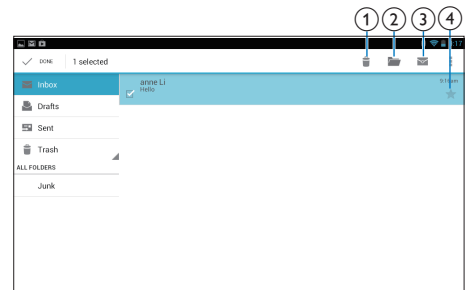 1 2 3 4
DONE 1 selected
Inbox
Drafts
Sent
Trash
ALL FOLDERS
Junk
anne Li
Hello